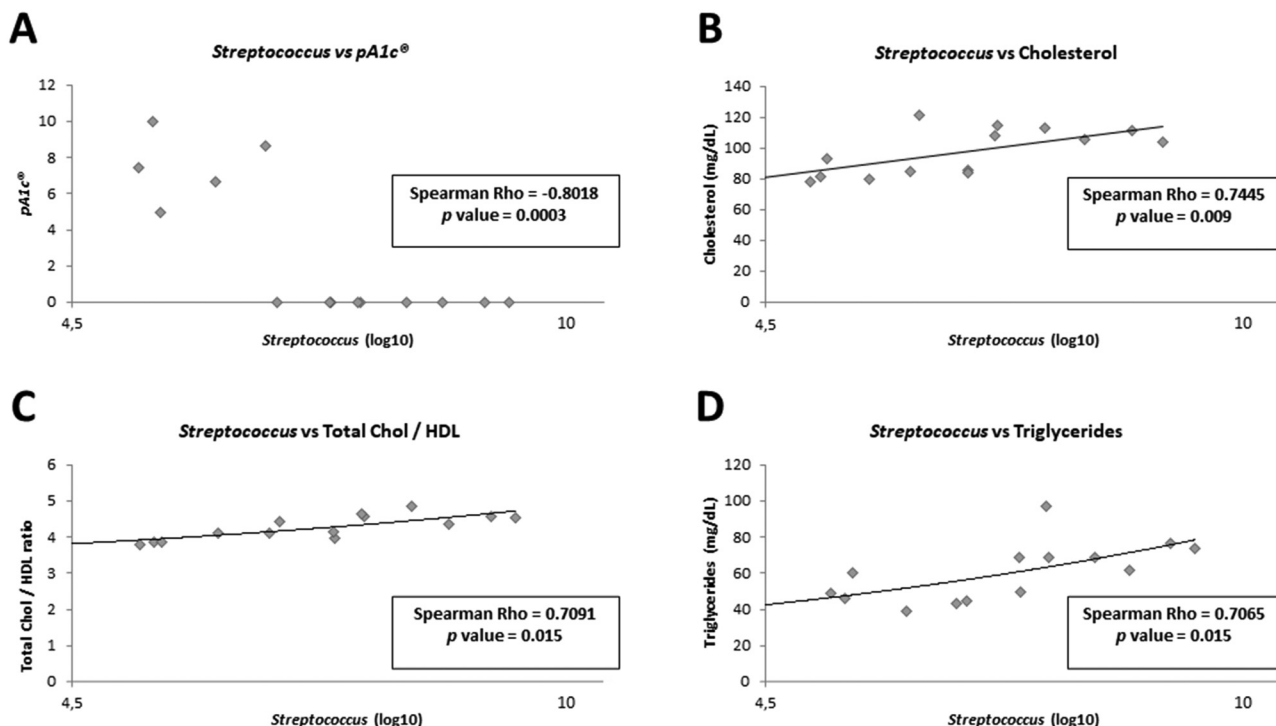 A
Streptococcus vs pA1c®
12
10
8
6
4
2
0
pA1c®
Spearman Rho = -0.8018
p value = 0.0003
4,5
10
Streptococcus (log10)
B
Streptococcus vs Cholesterol
140
120
100
80
60
40
20
0
Cholesterol (mg/dL)
Spearman Rho = 0.7445
p value = 0.009
4,5
10
Streptococcus (log10)
C
Streptococcus vs Total Chol / HDL
6
5
4
3
2
1
0
Total Chol / HDL ratio
Spearman Rho = 0.7091
p value = 0.015
4,5
10
Streptococcus (log10)
D
Streptococcus vs Triglycerides
120
100
80
60
40
20
0
Triglycerides (mg/dL)
Spearman Rho = 0.7065
p value = 0.015
4,5
10
Streptococcus (log10)